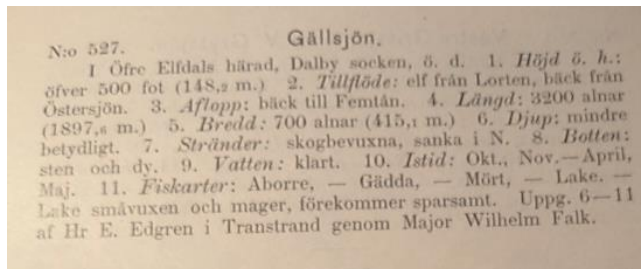 Gällsjön.
N:o 527.
I Öfre Elfdals härad, Dalby socken, ö. d. 1. Höjd ö. h.:
öfver 500 fot (148,2 m.) 2. Tillflöde: elf från Lorten, bäck från
Östersjön. 3. Aflopp: bäck till Femtån. 4. Längd: 3200 alnar
(1897,6 m.) 5. Bredd: 700 alnar (415,1 m.) 6. Djup: mindre
betydligt. 7. Stränder: skogbevuxna, sanka i N. 8. Botten:
sten och dy. 9. Vatten: klart. 10. Istid: Okt., Nov.—April,
Maj. 11. Fiskarter: Aborre, — Gädda, — Mört, — Lake. —
Lake småvuxen och mager, förekommer sparsamt. Uppg. 6—11
af Hr E. Edgren i Transtrand genom Major Wilhelm Falk.